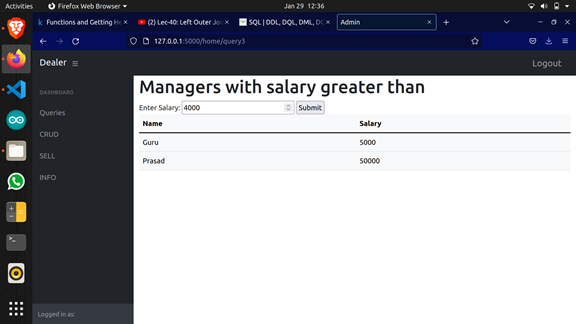 Activities Firefox Web Browser Jan 29 12:36
Functions and Getting He × (2) Lec-40: Left Outer Joi × SQL | DDL, DQL, DML, DC × Admin ×
127.0.0.1:5000/home/query3
Dealer Logout
Managers with salary greater than
DASHBOARD
Enter Salary: 4000 Submit
Queries
Name Salary
CRUD
Guru 5000
SELL
Prasad 50000
INFO
Logged in as: